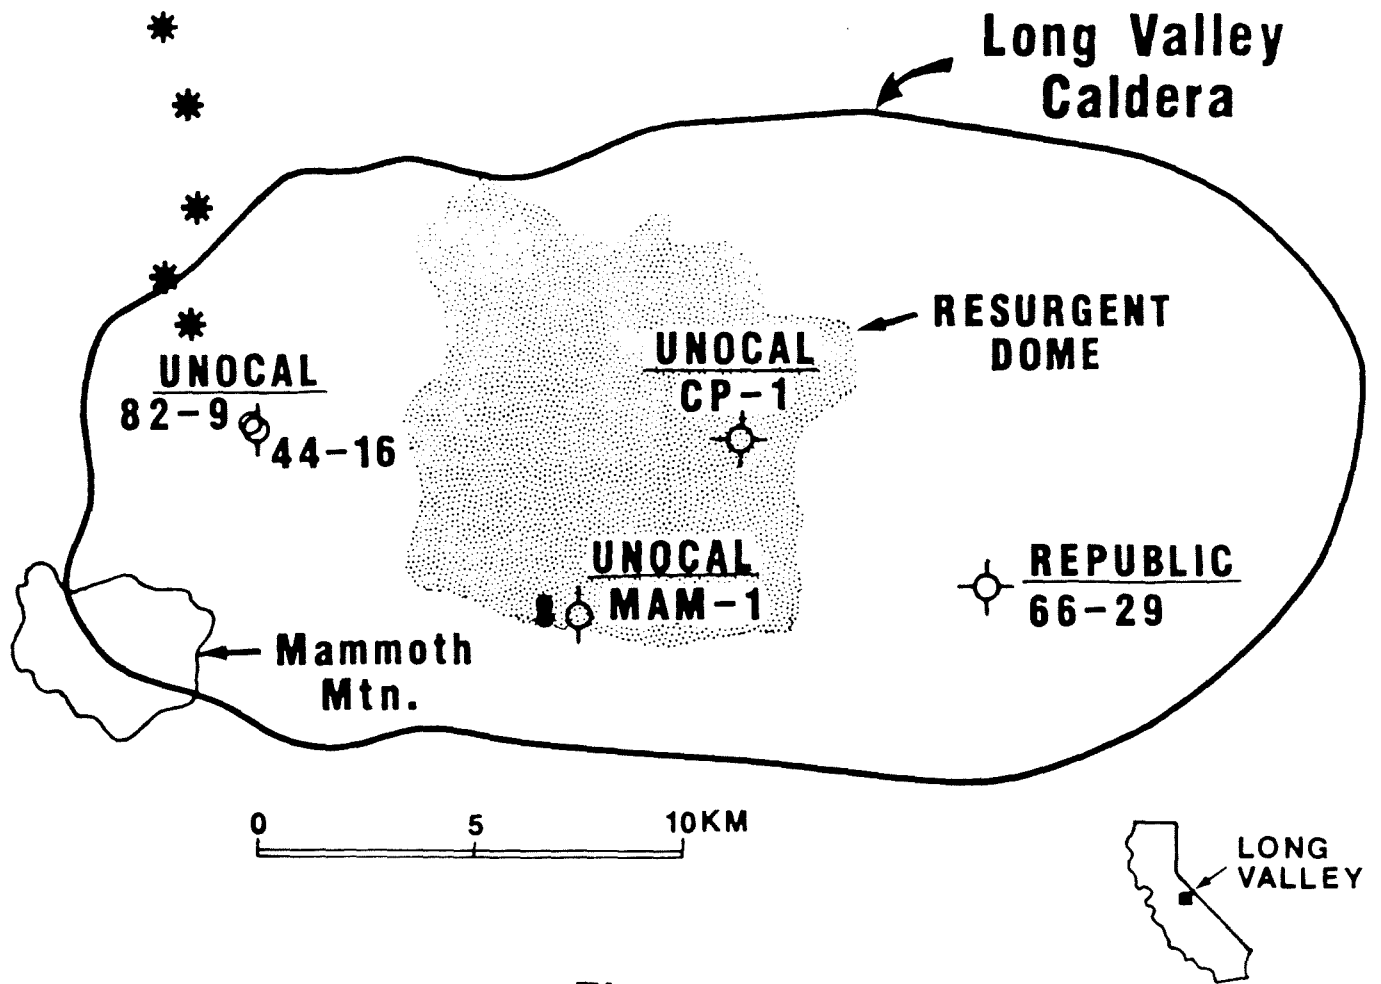 Long Valley
Caldera
RESURGENT
DOME
UNOCAL
CP-1
UNOCAL
82-9
44-16
UNOCAL
MAM-1
REPUBLIC
66-29
Mammoth
Mtn.
0 5 10KM
LONG
VALLEY